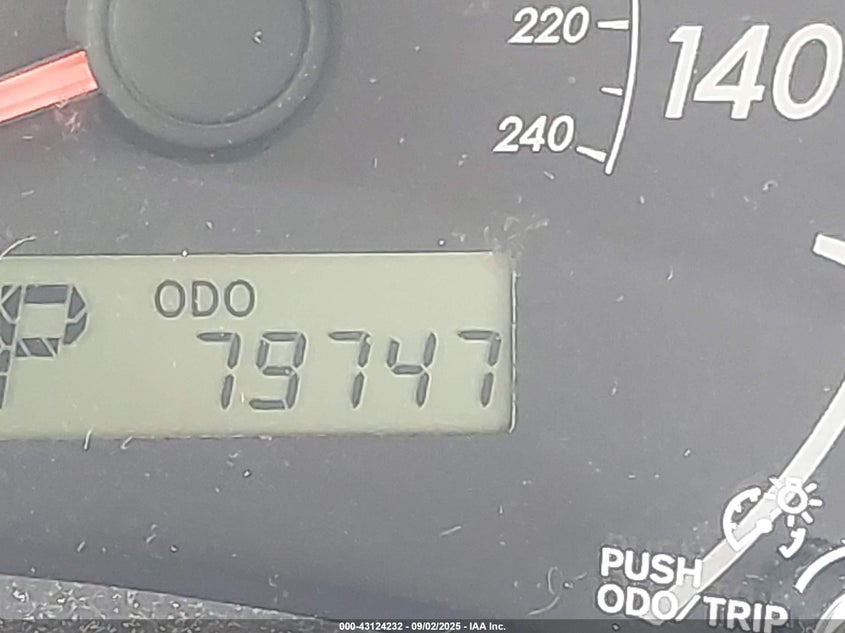 220
140
240
P
ODO
79747
PUSH
ODO/TRIP
000-43124232 - 09/02/2025 - IAA Inc.